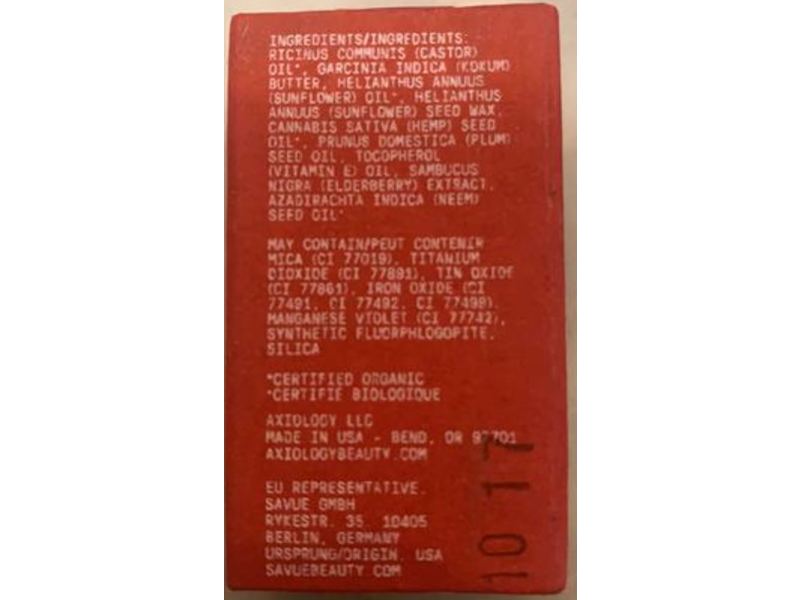 INGREDIENTS/INGREDIENTS:
RICINUS COMMUNIS (CASTOR)
OIL*, GARCINIA INDICA (KOKUM)
BUTTER, HELIANTHUS ANNUUS
(SUNFLOWER) OIL*, HELIANTHUS
ANNUUS (SUNFLOWER) SEED WAX,
CANNABIS SATIVA (HEMP) SEED
OIL*, PRUNUS DOMESTICA (PLUM)
SEED OIL, TOCOPHEROL
(VITAMIN E) OIL, SAMBUCUS
NIGRA (ELDERBERRY) EXTRACT,
AZADIRACHTA INDICA (NEEM)
SEED OIL*
MAY CONTAIN/PEUT CONTENIR
MICA (CI 77019), TITANIUM
DIOXIDE (CI 77891), TIN OXIDE
(CI 77861), IRON OXIDE (CI
77491, CI 77492, CI 77499),
MANGANESE VIOLET (CI 77742),
SYNTHETIC FLUORPHLOGOPITE,
SILICA
*CERTIFIED ORGANIC
*CERTIFIE BIOLOGIQUE
AXIOLOGY LLC
MADE IN USA - BEND, OR 97701
AXIOLOGYBEAUTY.COM
EU REPRESENTATIVE.
SAVUE GMBH
RYKESTR. 35, 10405
BERLIN, GERMANY
URSPRUNG/ORIGIN. USA
SAVUEBEAUTY.COM
1017